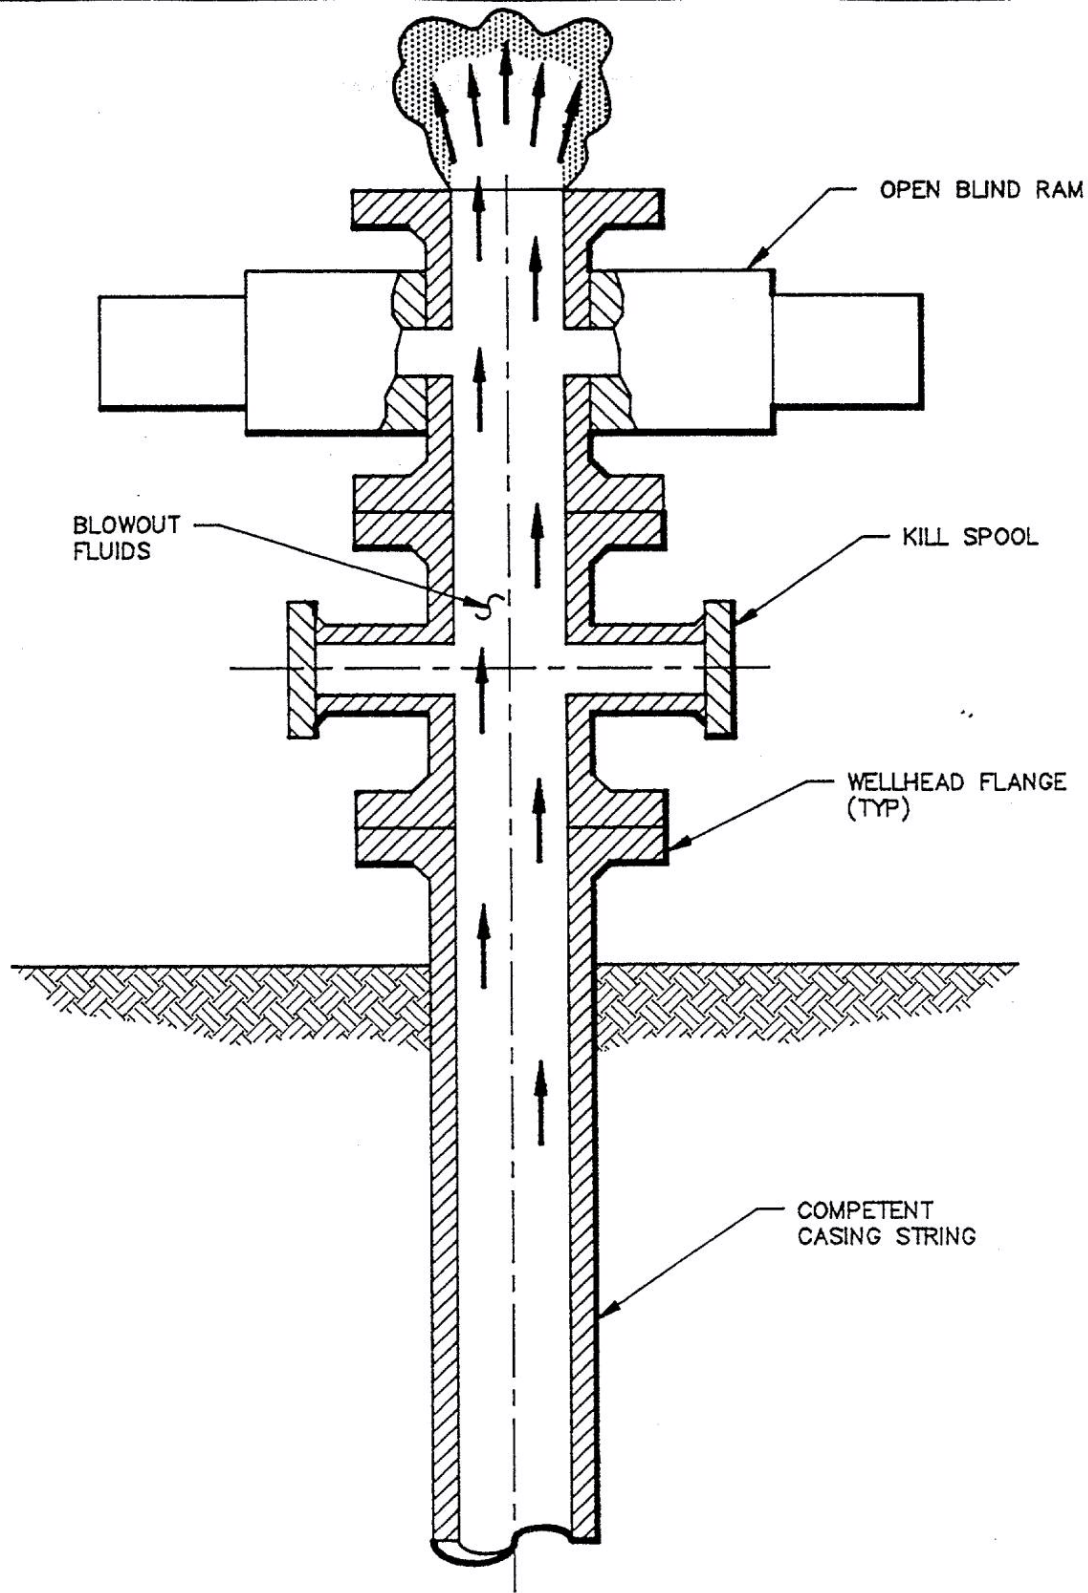 OPEN BLIND RAM
BLOWOUT
FLUIDS
KILL SPOOL
WELLHEAD FLANGE
(TYP)
COMPETENT
CASING STRING